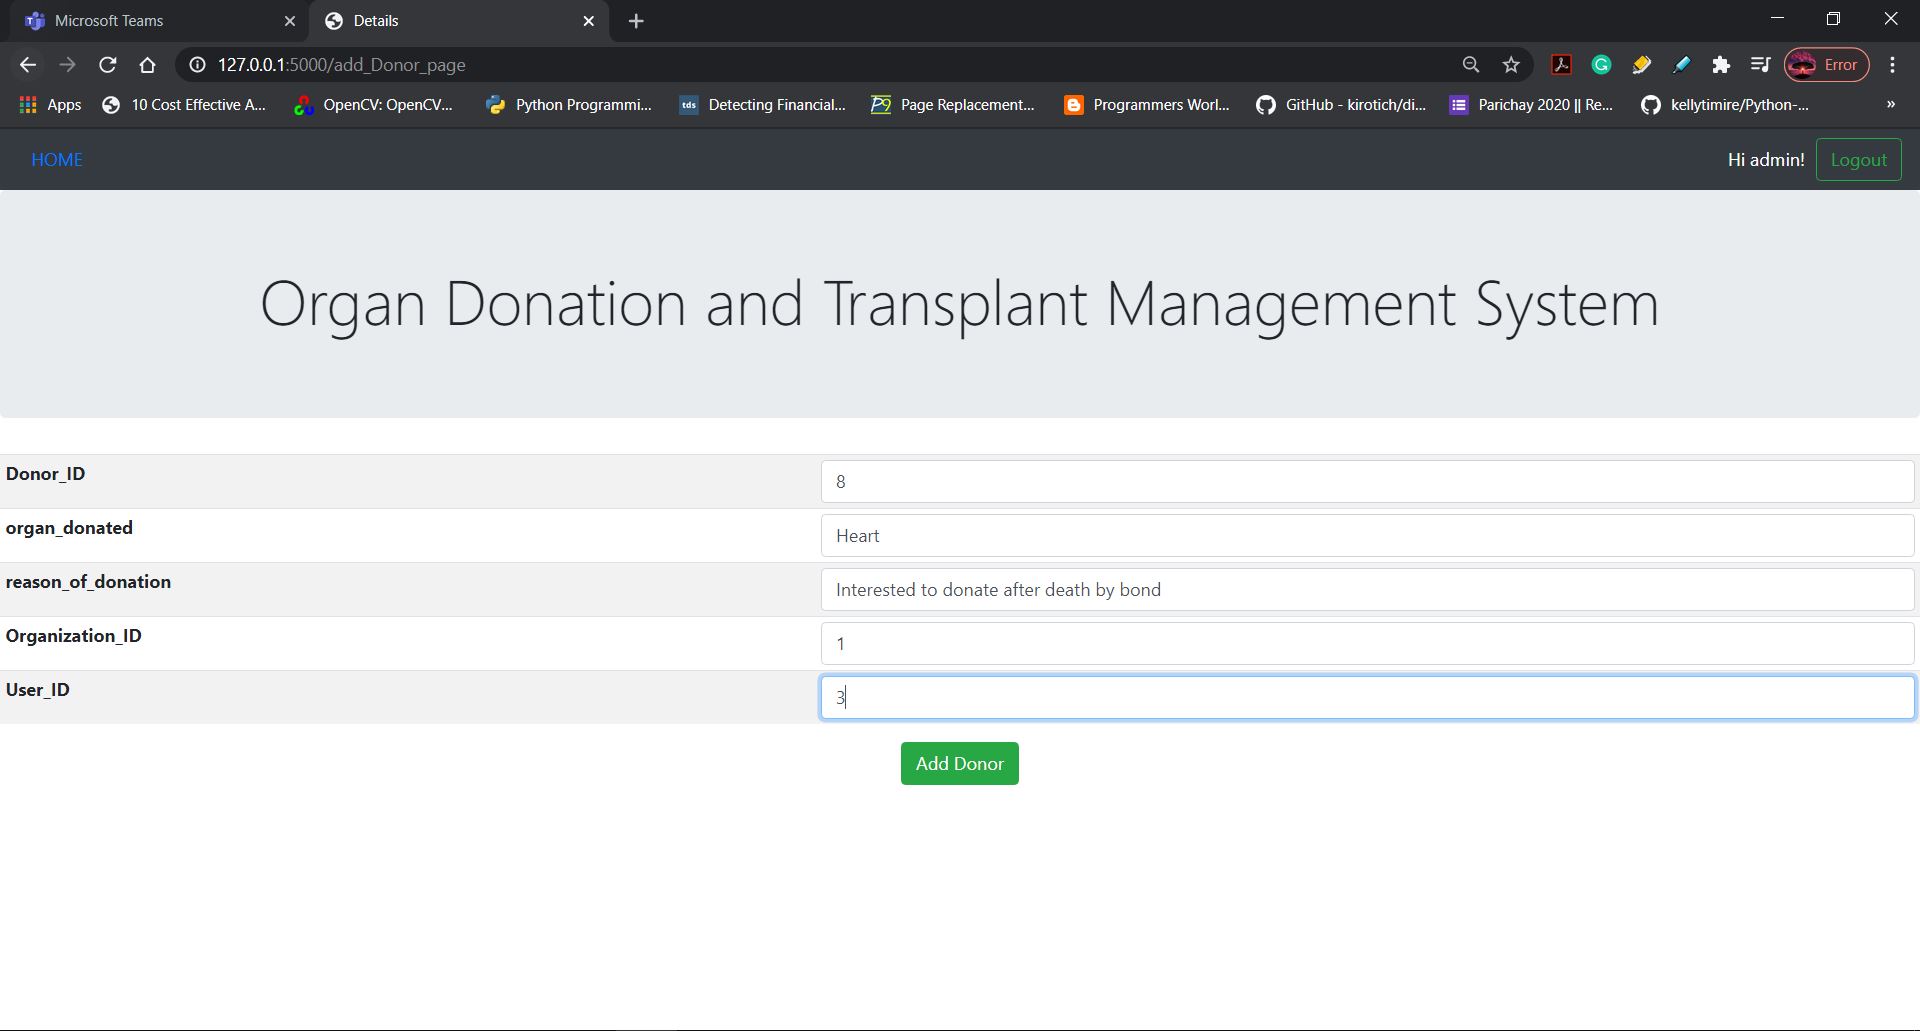 Microsoft Teams
Details
127.0.0.1:5000/add_Donor_page
Error
Apps
10 Cost Effective A...
OpenCV: OpenCV...
Python Programmi...
tds
Detecting Financial...
Page Replacement...
Programmers Worl...
GitHub - kirotich/di...
Parichay 2020 || Re...
kellytimire/Python-...
»
HOME
Hi admin!
Logout
Organ Donation and Transplant Management System
Donor_ID
8
organ_donated
Heart
reason_of_donation
Interested to donate after death by bond
Organization_ID
1
User_ID
3
Add Donor